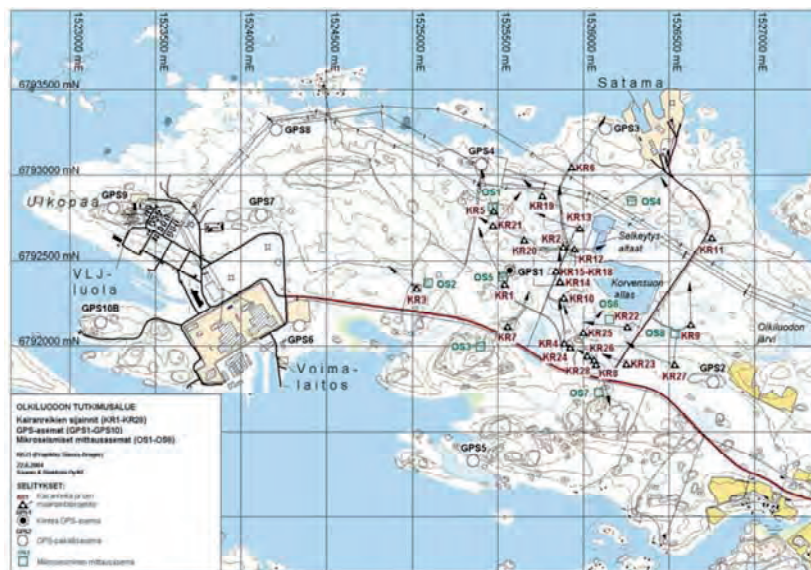 1523000 mE
1523500 mE
1524000 mE
1524500 mE
1525000 mE
1525500 mE
1526000 mE
1526500 mE
1527000 mE
6793500 mN
Satama
GPS8
GPS4
GPS3
6793000 mN
KR6
OS1
Ulkopää
GPS9
GPS7
KR5
KR19
OS4
KR21
KR13
KR20
KR2
Selkeytys-
altaat
KR11
6792500 mN
KR12
GPS1
KR15-KR18
VLJ-
luola
OS5
OS2
KR14
Korvensuon
allas
KR3
KR1
KR10
OS6
GPS10B
GPS6
KR22
Olkiluodon
järvi
KR7
KR25
OS8
KR9
6792000 mN
OS3
KR4
KR26
KR24
Voima-
laitos
KR28
KR8
KR23
KR27
GPS2
OS7
GPS5
OLKILUODON TUTKIMUSALUE
Kairanreikien sijainnit (KR1-KR28)
GPS-asemat (GPS1-GPS10)
Mikroseismiset mittausasemat (OS1-OS8)
SELITYKSET:
Kiinteä GPS-asema
GPS2
GPS-pakettiasema
Mikroseisminen mittausasema